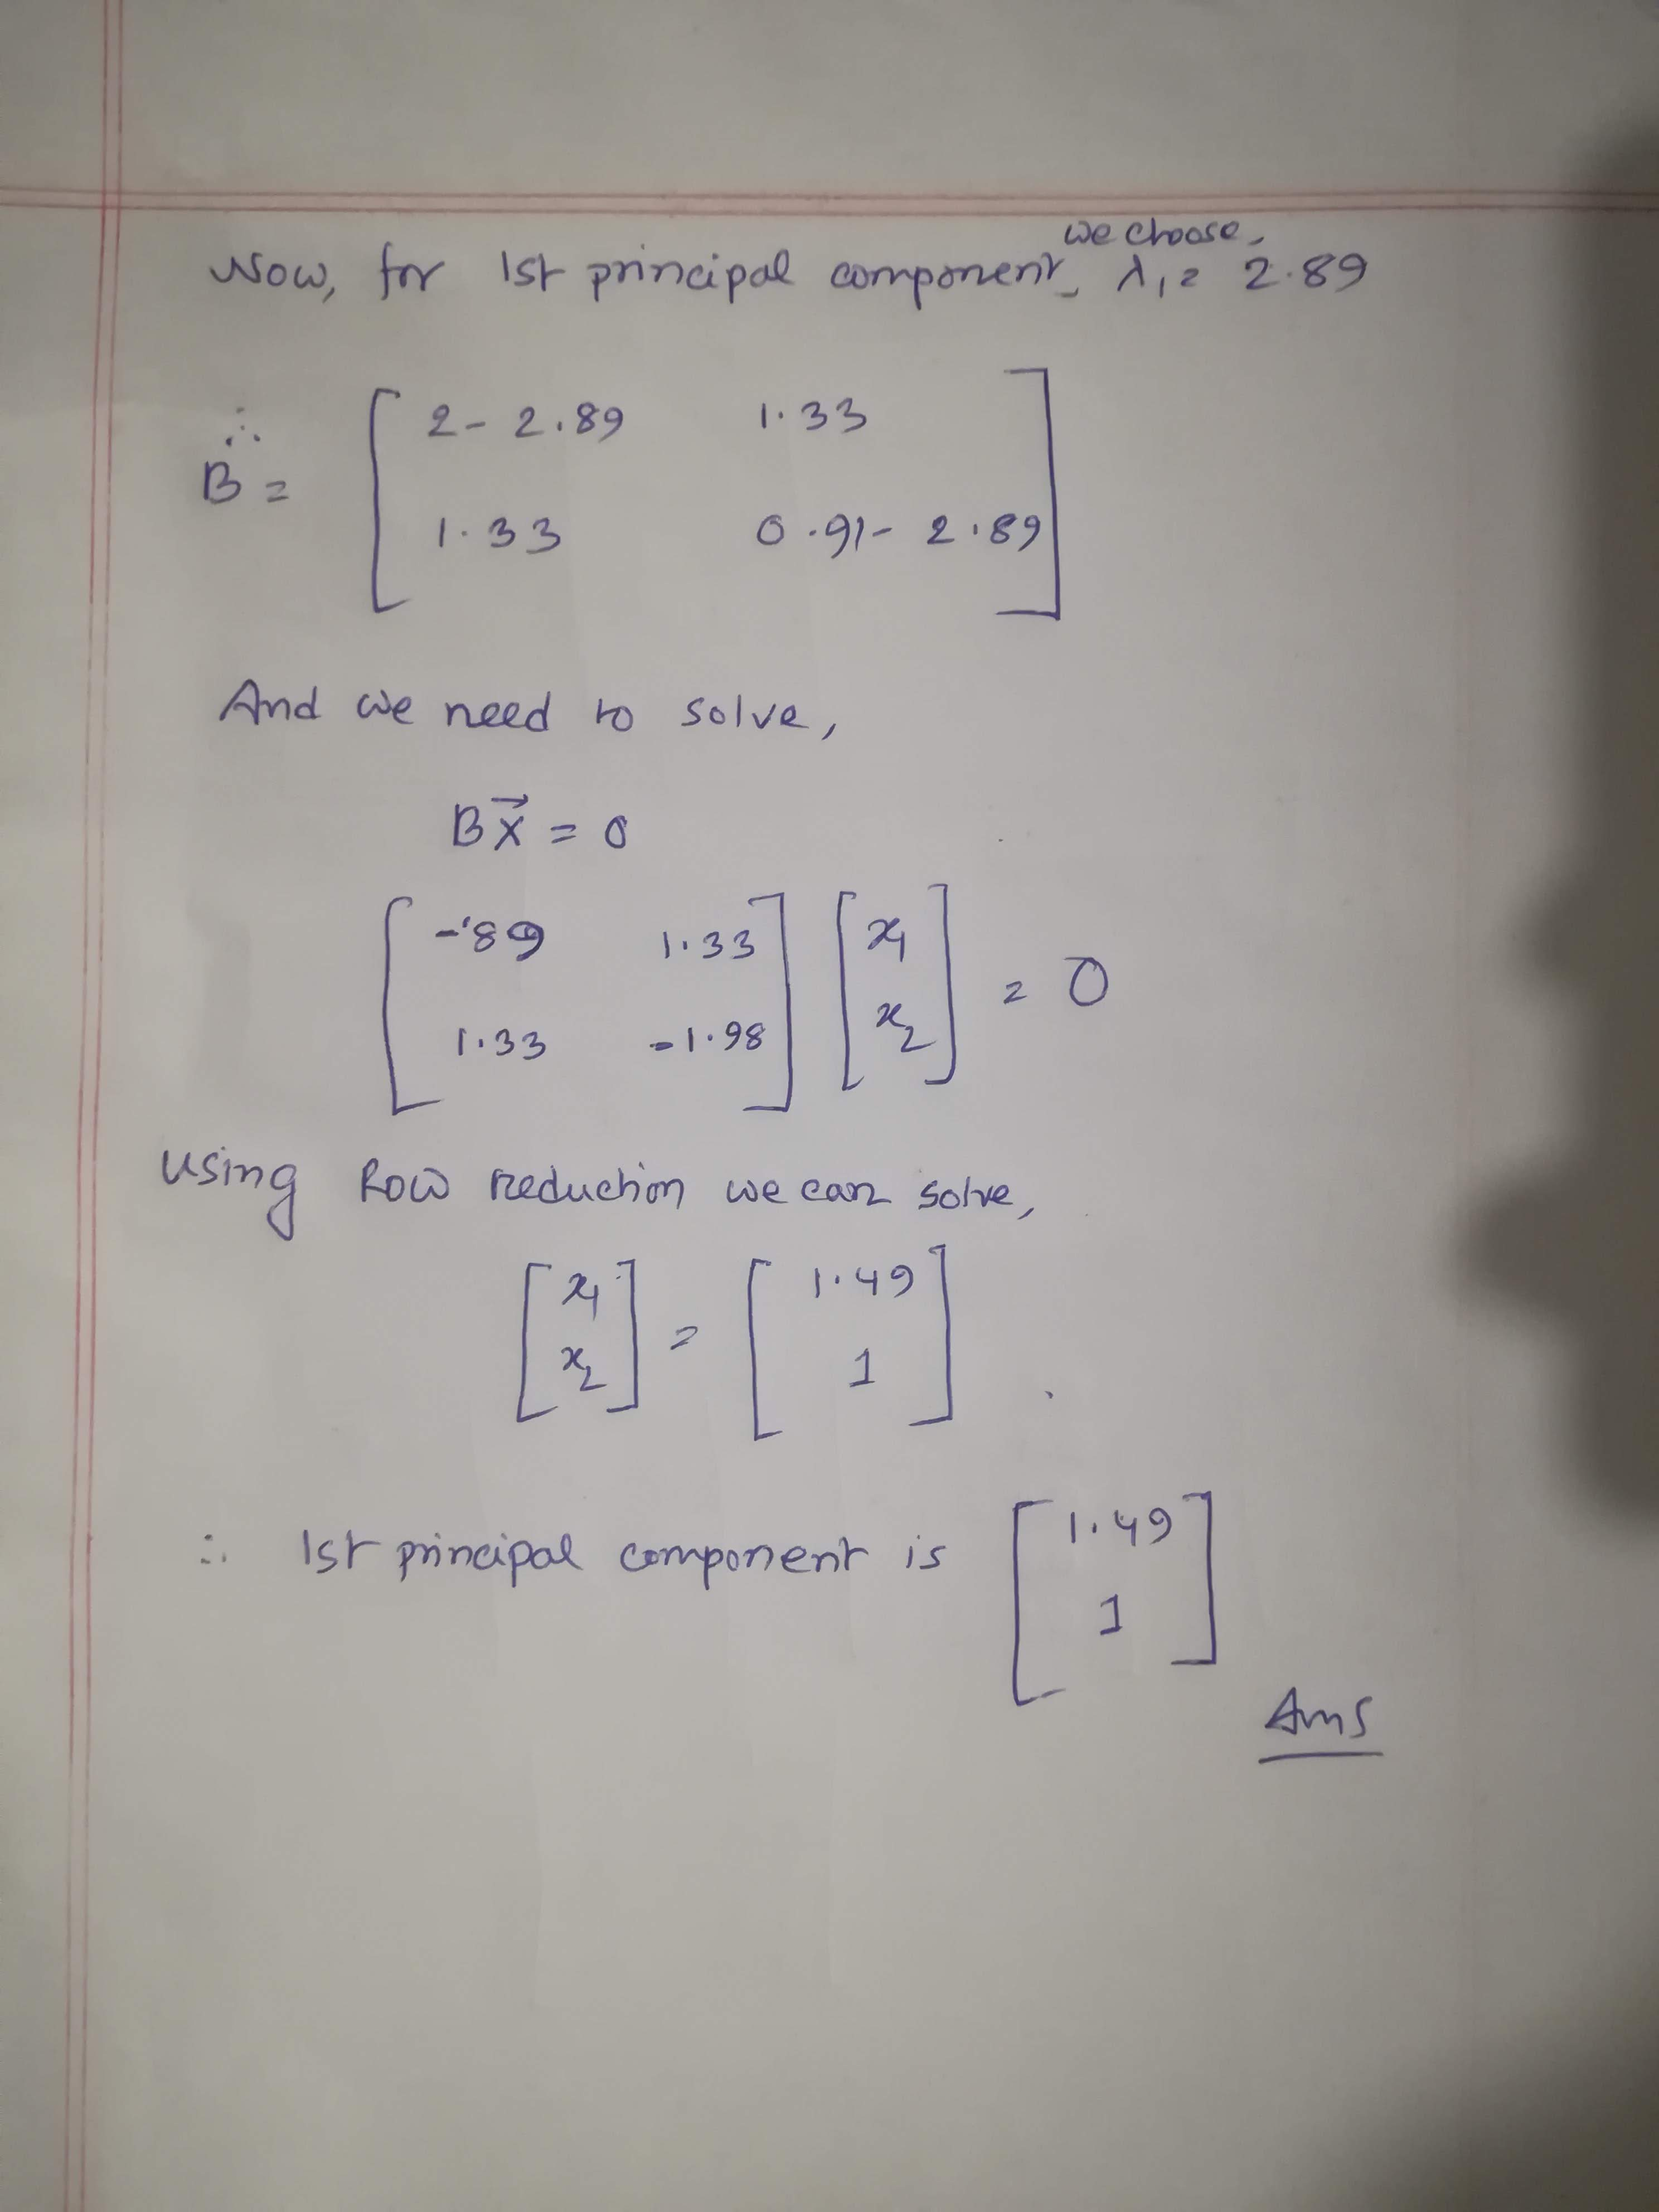 we choose,
Now, for 1st principal component, λ₁ = 2.89
∴
B = [ 2 - 2.89 1.33
1.33 0.91 - 2.89 ]
And we need to solve,
Bx⃗ = 0
[ -.89 1.33
1.33 -1.98 ] [ x₁
x₂ ] = 0
Using Row reduction we can solve,
[ x₁
x₂ ] = [ 1.49
1 ] .
∴ 1st principal component is [ 1.49
1 ]
Ans